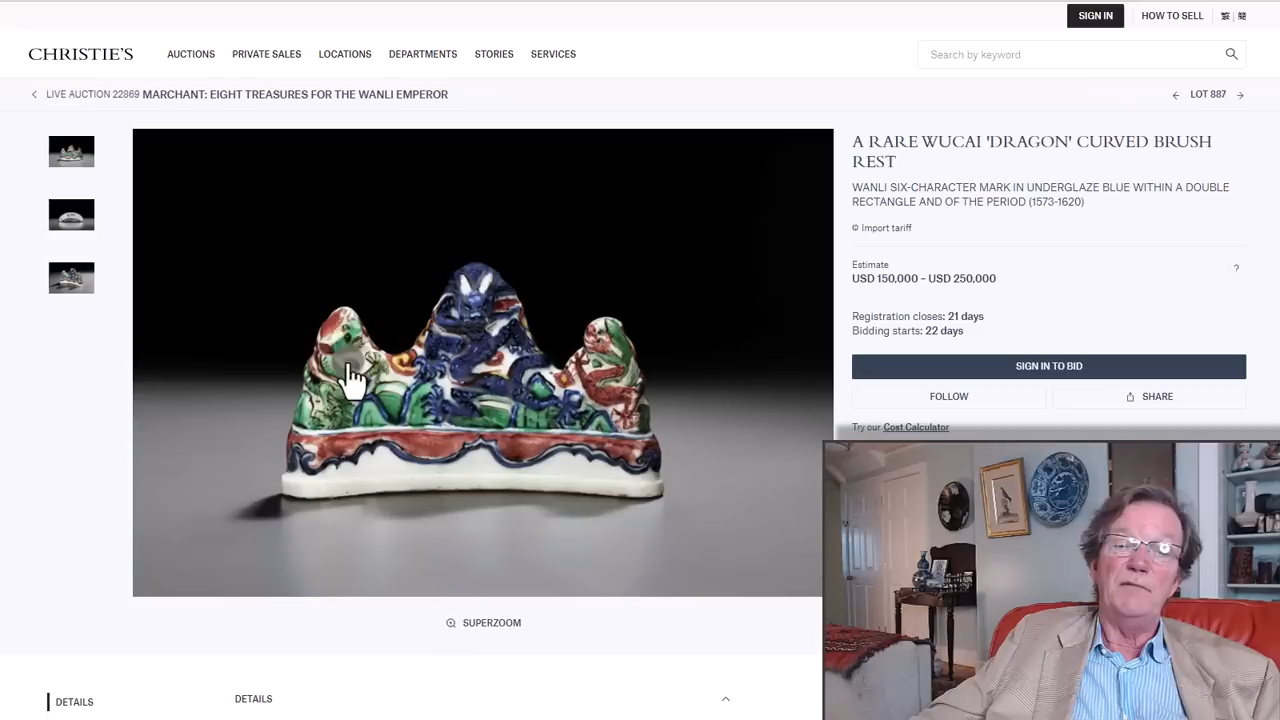 SIGN IN
HOW TO SELL
繁 | 簡
CHRISTIE'S
AUCTIONS
PRIVATE SALES
LOCATIONS
DEPARTMENTS
STORIES
SERVICES
Search by keyword
LIVE AUCTION 22869 MARCHANT: EIGHT TREASURES FOR THE WANLI EMPEROR
LOT 887
A RARE WUCAI 'DRAGON' CURVED BRUSH
REST
WANLI SIX-CHARACTER MARK IN UNDERGLAZE BLUE WITHIN A DOUBLE
RECTANGLE AND OF THE PERIOD (1573-1620)
Import tariff
Estimate
USD 150,000 – USD 250,000
?
Registration closes: 21 days
Bidding starts: 22 days
SIGN IN TO BID
FOLLOW
SHARE
Try our Cost Calculator
SUPERZOOM
DETAILS
DETAILS